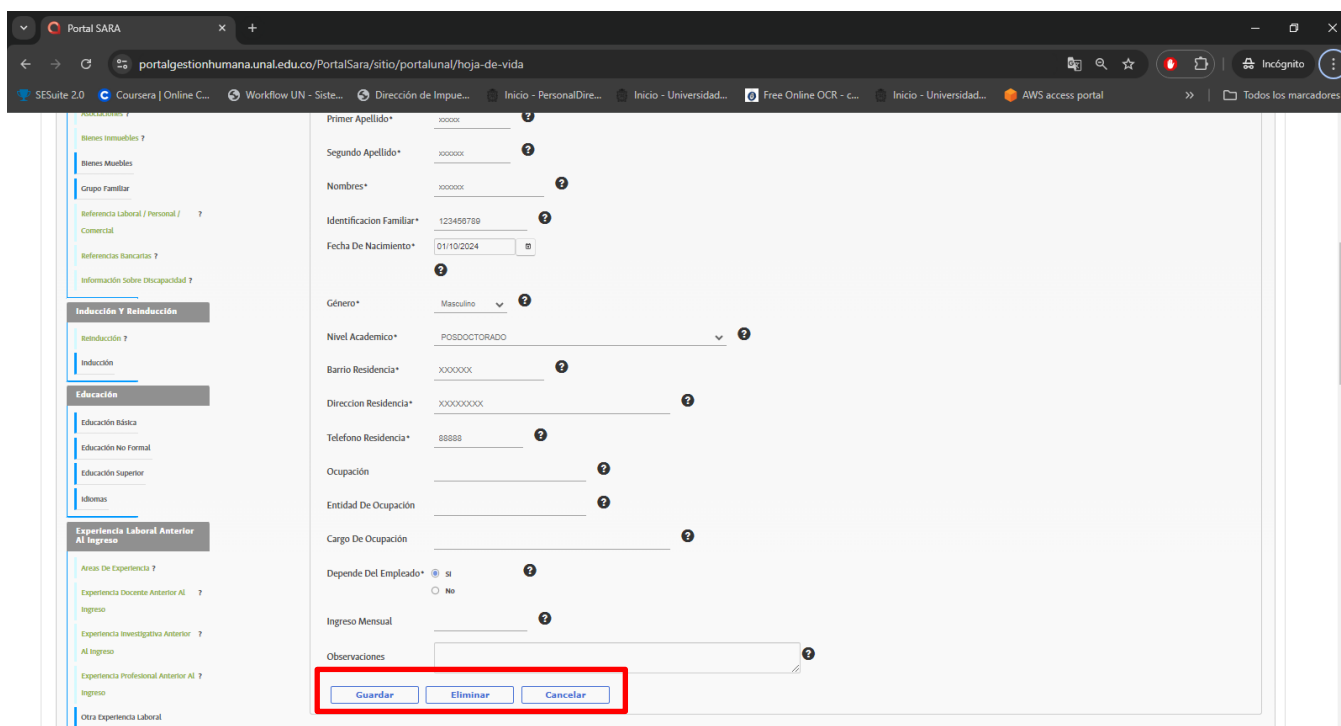 Portal SARA
portalgestionhumana.unal.edu.co/PortalSara/sitio/portalunal/hoja-de-vida
Incógnito
SESuite 2.0
Coursera | Online C...
Workflow UN - Siste...
Dirección de Impue...
Inicio - PersonalDire...
Inicio - Universidad...
Free Online OCR - c...
Inicio - Universidad...
AWS access portal
»
Todos los marcadores
Asociaciones ?
Bienes Inmuebles ?
Bienes Muebles
Grupo Familiar
Referencia Laboral / Personal / ?
Comercial
Referencias Bancarias ?
Información Sobre Discapacidad ?
Inducción Y Reinducción
Reinducción ?
Inducción
Educación
Educación Básica
Educación No Formal
Educación Superior
Idiomas
Experiencia Laboral Anterior
Al Ingreso
Areas De Experiencia ?
Experiencia Docente Anterior Al ?
Ingreso
Experiencia Investigativa Anterior ?
Al Ingreso
Experiencia Profesional Anterior Al ?
Ingreso
Otra Experiencia Laboral
Primer Apellido* xxxxx ?
Segundo Apellido* xxxxxx ?
Nombres* xxxxxx ?
Identificacion Familiar* 123456789 ?
Fecha De Nacimiento* 01/10/2024
?
Género* Masculino ?
Nivel Academico* POSDOCTORADO ?
Barrio Residencia* XXXXXX ?
Direccion Residencia* XXXXXXXX ?
Telefono Residencia* 88888 ?
Ocupación ?
Entidad De Ocupación ?
Cargo De Ocupación ?
Depende Del Empleado* si ?
No
Ingreso Mensual ?
Observaciones ?
Guardar Eliminar Cancelar